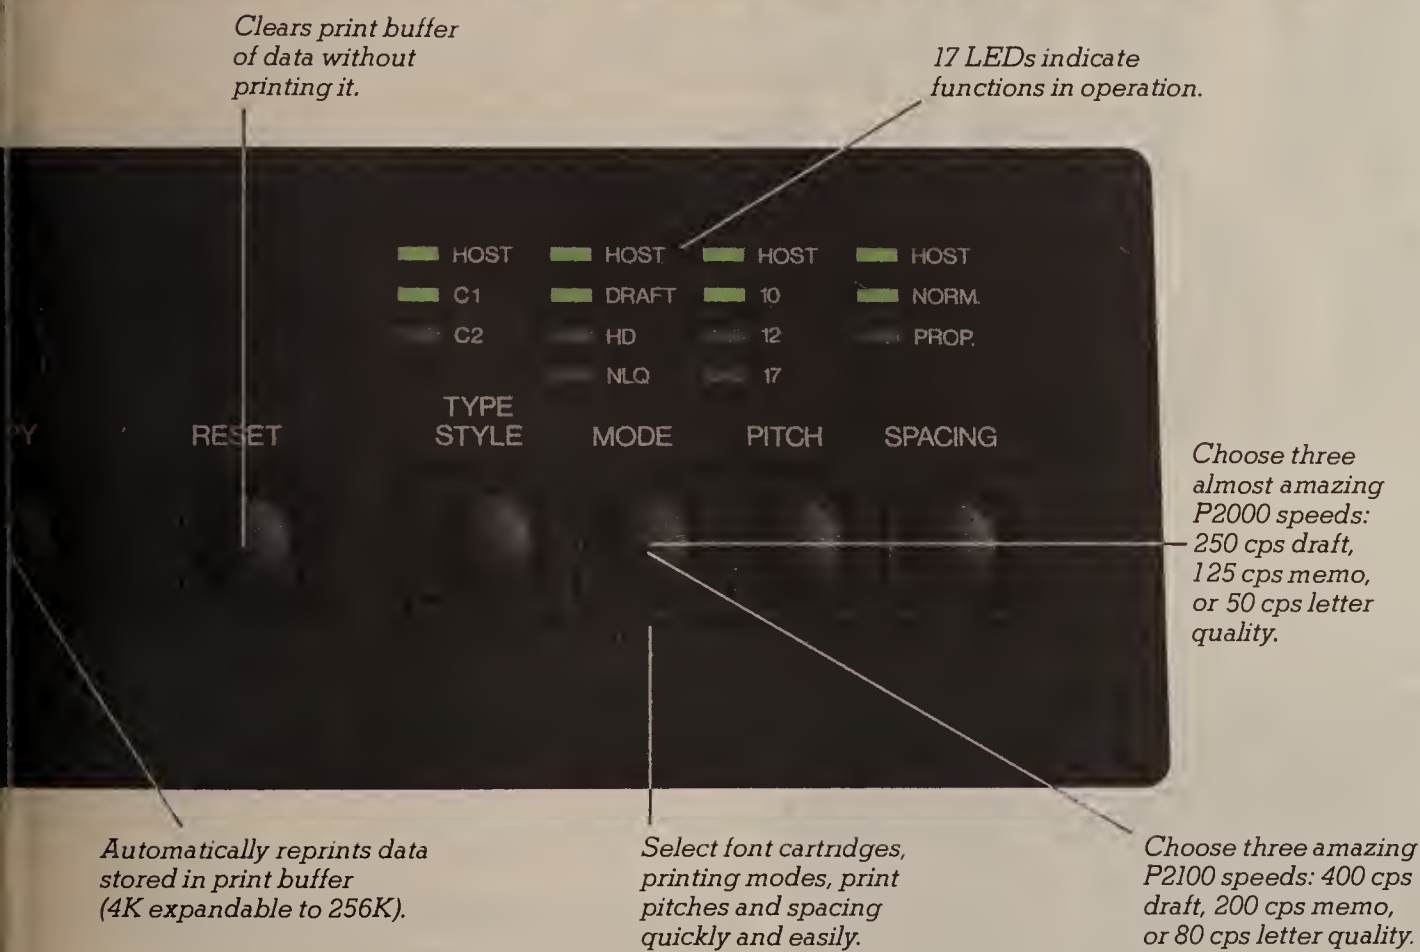 Clears print buffer
of data without
printing it.
17 LEDs indicate
functions in operation.
HOST HOST HOST HOST
C1 DRAFT 10 NORM.
C2 HD 12 PROP.
NLQ 17
TYPE
STYLE
RESET MODE PITCH SPACING
Choose three
almost amazing
P2000 speeds:
250 cps draft,
125 cps memo,
or 50 cps letter
quality.
Automatically reprints data
stored in print buffer
(4K expandable to 256K).
Select font cartridges,
printing modes, print
pitches and spacing
quickly and easily.
Choose three amazing
P2100 speeds: 400 cps
draft, 200 cps memo,
or 80 cps letter quality.